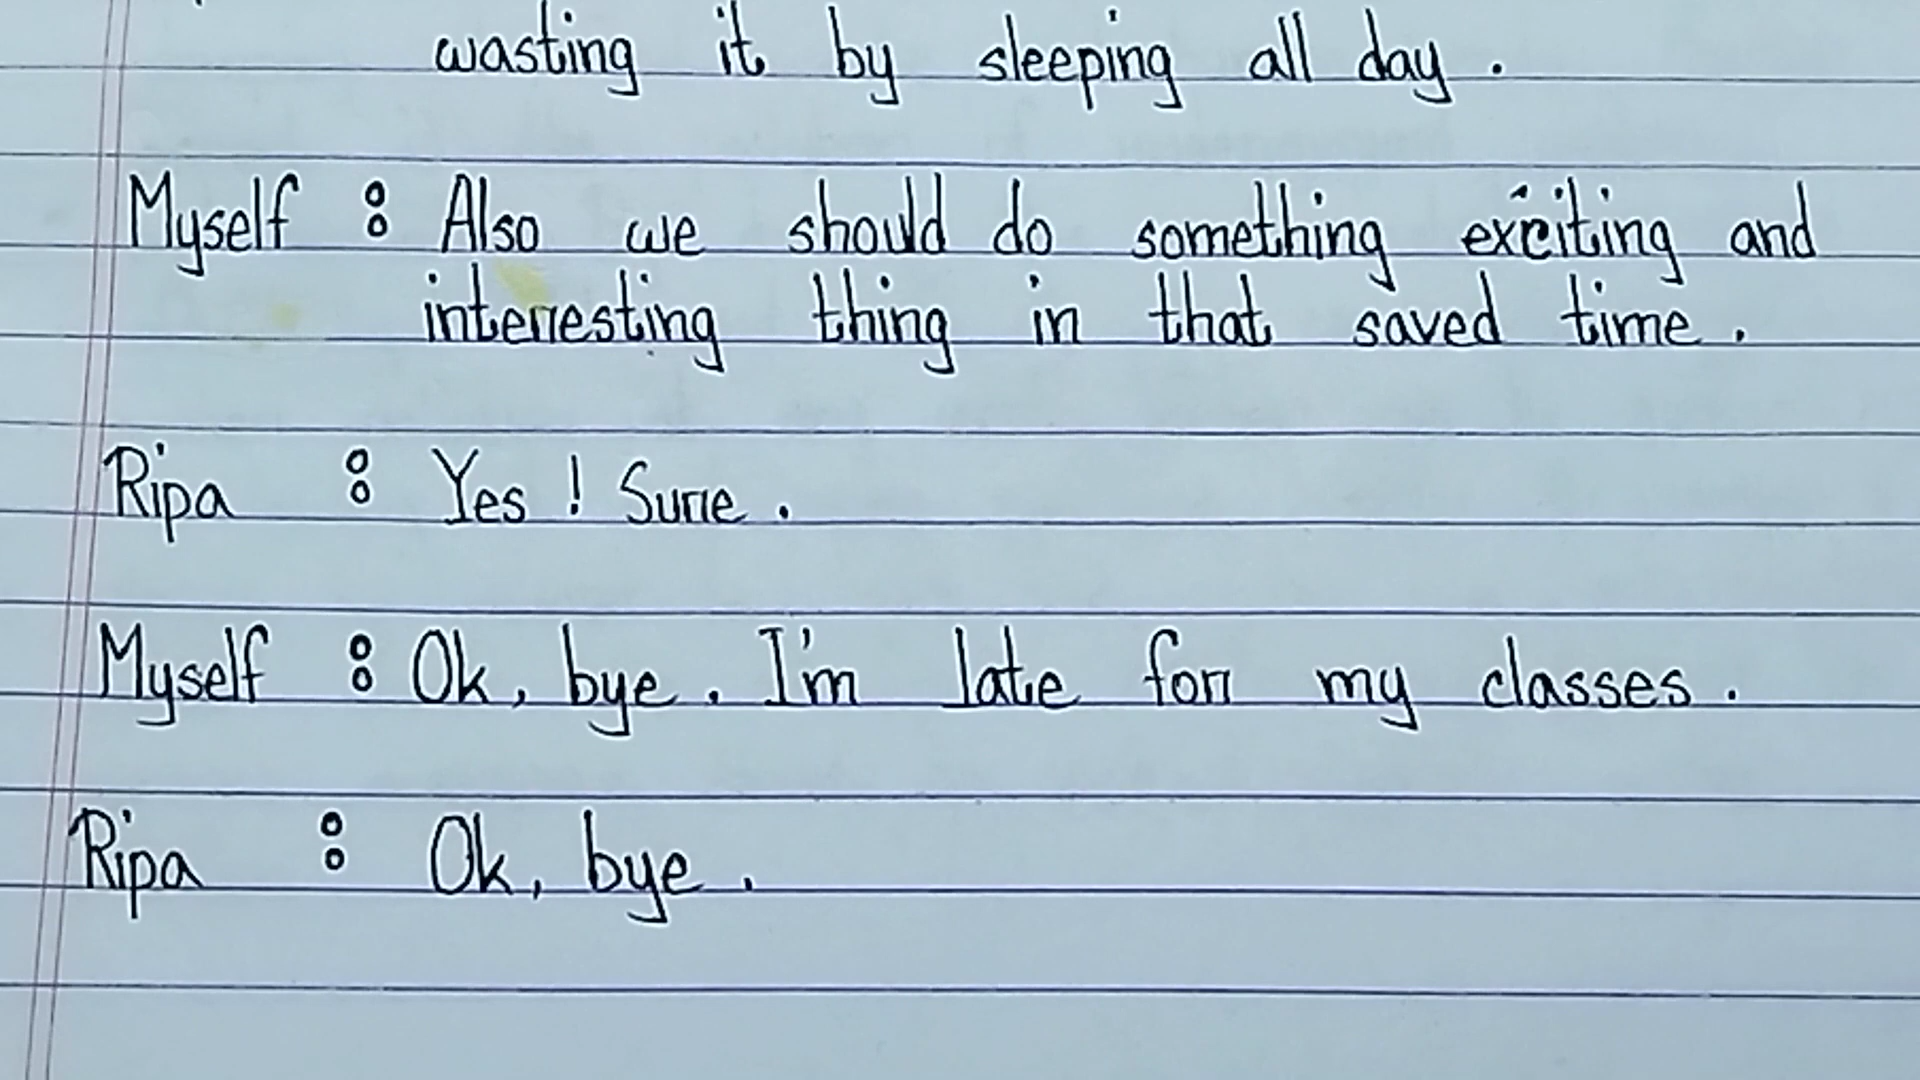 wasting it by sleeping all day.
Myself : Also we should do something exciting and
interesting thing in that saved time.
Ripa : Yes! Sure.
Myself : Ok, bye. I'm late for my classes.
Ripa : Ok, bye.